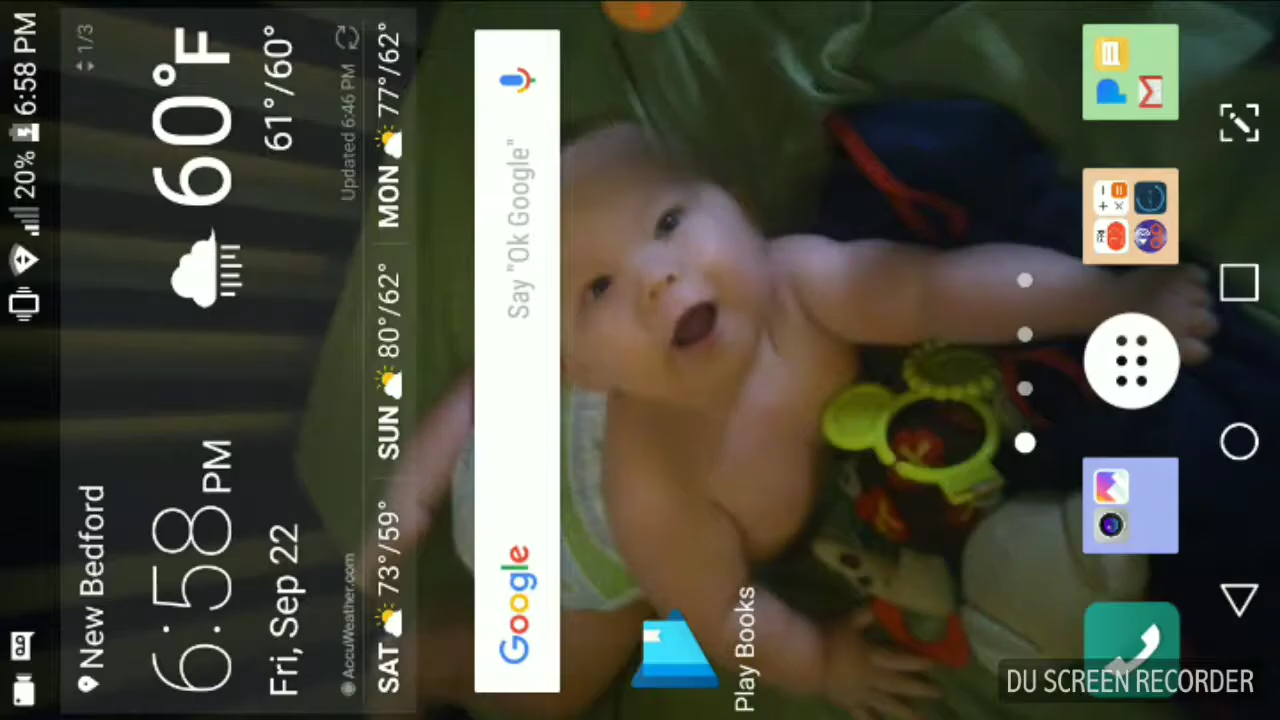 20% 6:58 PM
New Bedford
1/3
6:58 PM
60°F
Fri, Sep 22
61°/60°
AccuWeather.com
Updated 6:46 PM
SAT 73°/59°
SUN 80°/62°
MON 77°/62°
Google
Say "Ok Google"
Play Books
DU SCREEN RECORDER